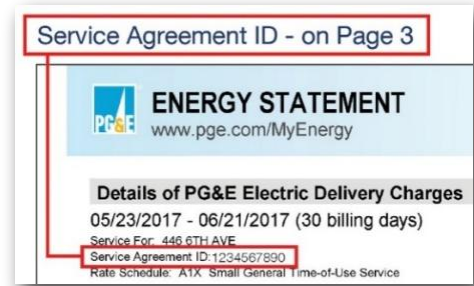 Service Agreement ID - on Page 3
PG&E
ENERGY STATEMENT
www.pge.com/MyEnergy
Details of PG&E Electric Delivery Charges
05/23/2017 - 06/21/2017 (30 billing days)
Service For: 446 6TH AVE
Service Agreement ID: 1234567890
Rate Schedule: A1X Small General Time-of-Use Service